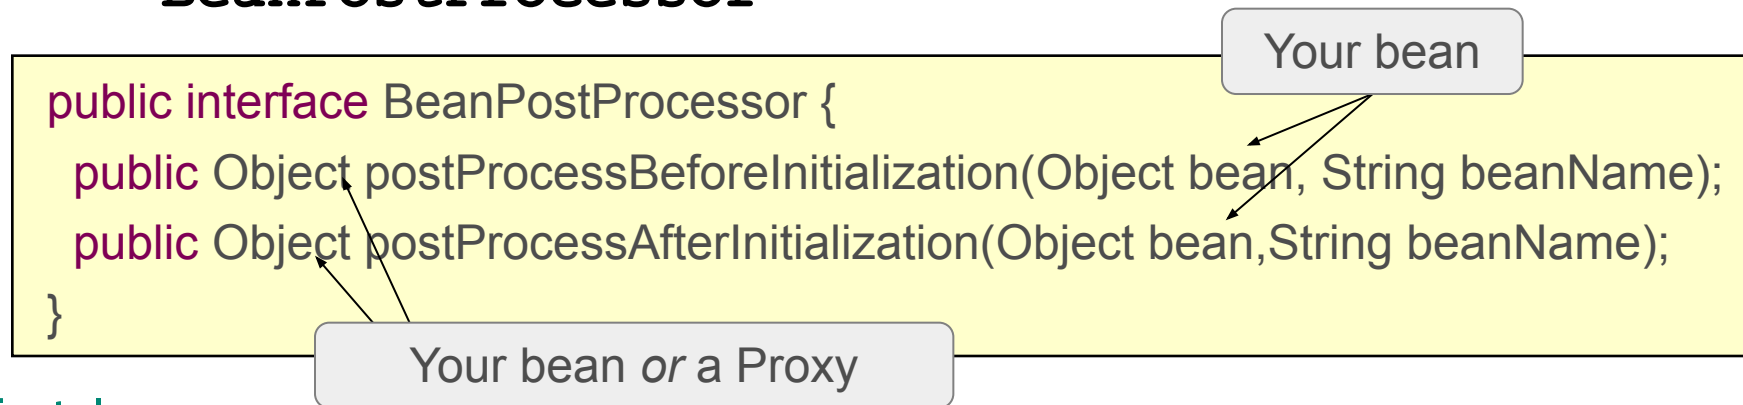 BeanPostProcessor
Your bean
public interface BeanPostProcessor {
public Object postProcessBeforeInitialization(Object bean, String beanName);
public Object postProcessAfterInitialization(Object bean,String beanName);
}
Your bean or a Proxy